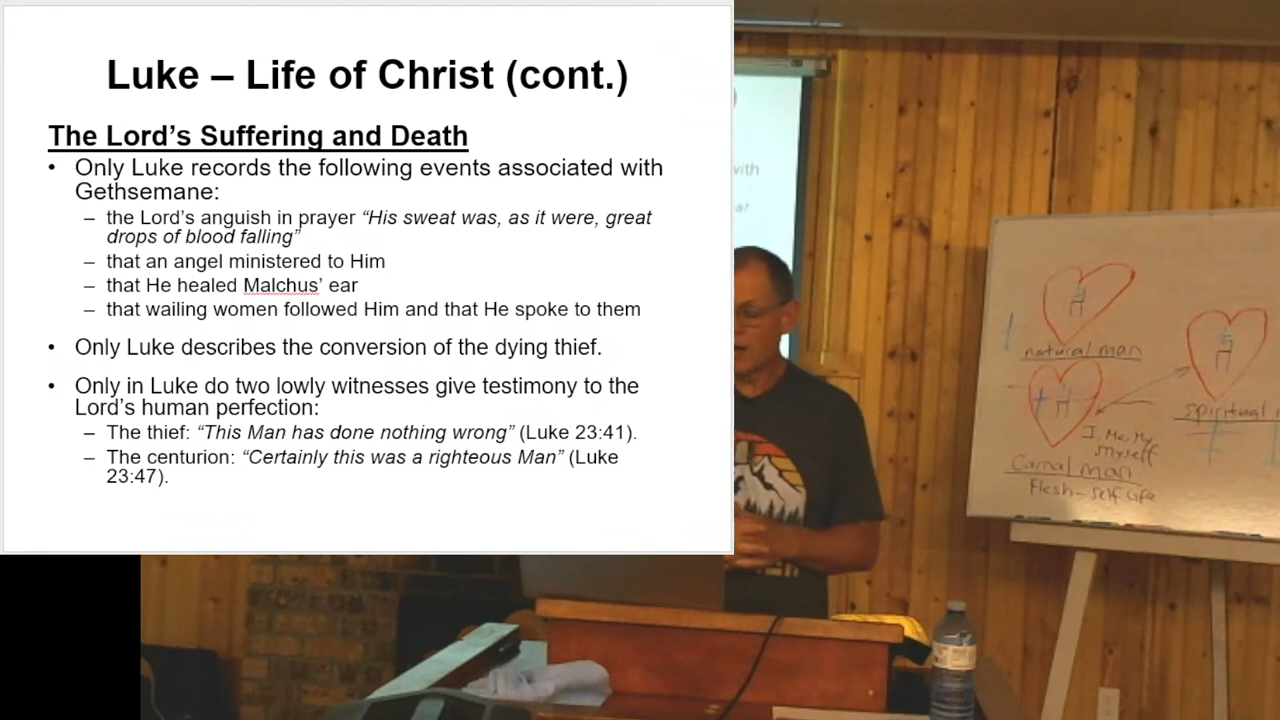 Luke – Life of Christ (cont.)
The Lord's Suffering and Death
• Only Luke records the following events associated with
Gethsemane:
– the Lord's anguish in prayer “His sweat was, as it were, great
drops of blood falling”
– that an angel ministered to Him
– that He healed Malchus' ear
– that wailing women followed Him and that He spoke to them
• Only Luke describes the conversion of the dying thief.
• Only in Luke do two lowly witnesses give testimony to the
Lord's human perfection:
– The thief: “This Man has done nothing wrong” (Luke 23:41).
– The centurion: “Certainly this was a righteous Man” (Luke
23:47).
with
natural man
spiritual
I, Me, My
Myself
Carnal man
Flesh - Self life